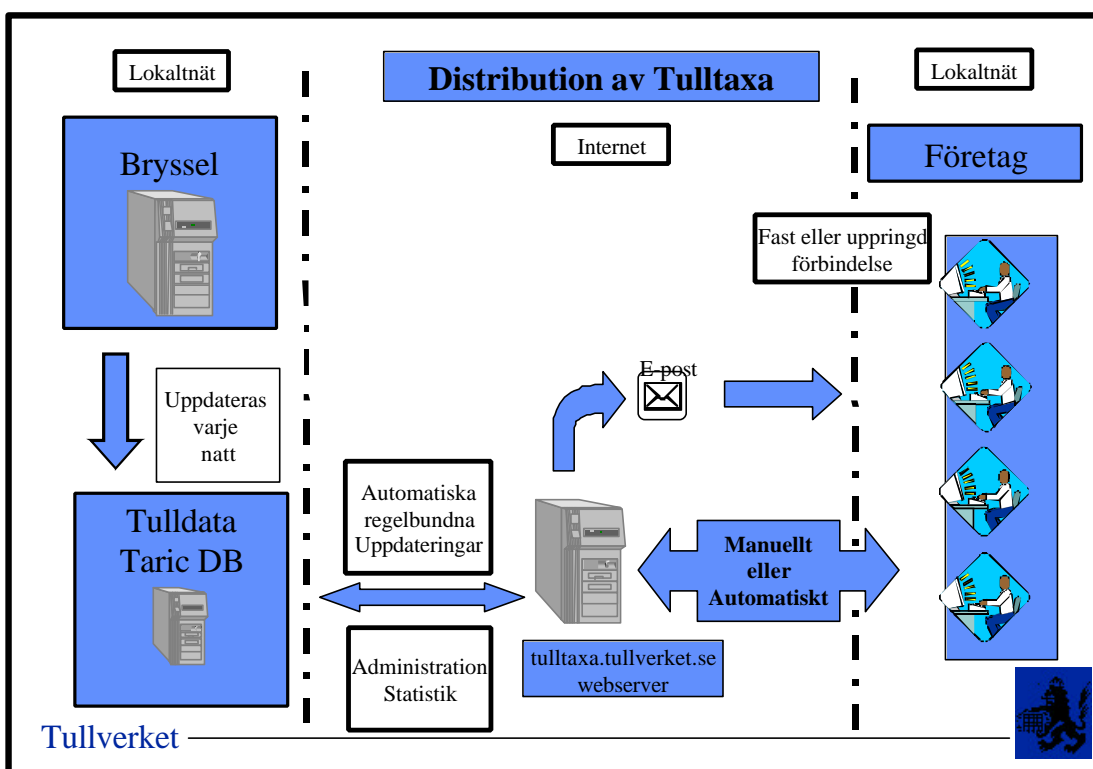 Lokaltnät
Distribution av Tulltaxa
Lokaltnät
Internet
Bryssel
Företag
Fast eller uppringd
förbindelse
E-post
Uppdateras
varje
natt
Automatiska
regelbundna
Uppdateringar
Tulldata
Taric DB
Manuellt
eller
Automatiskt
Administration
Statistik
tulltaxa.tullverket.se
webserver
Tullverket